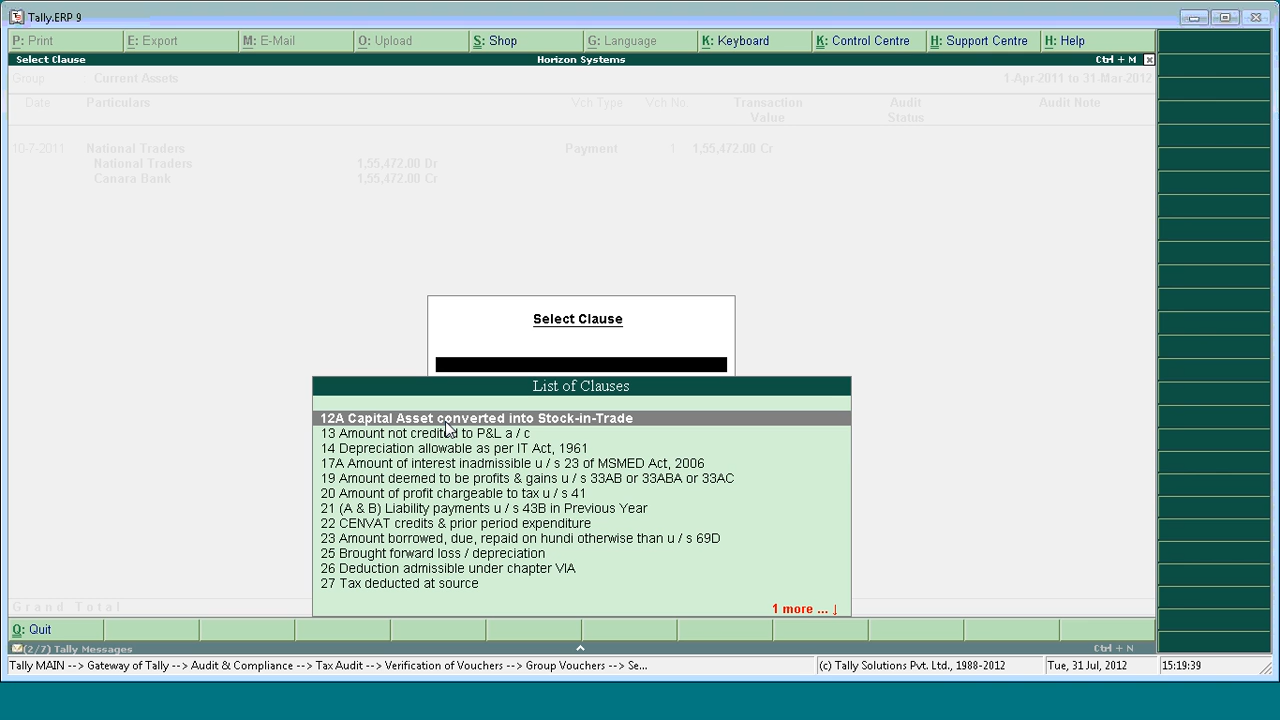 Tally.ERP 9
P: Print E: Export M: E-Mail O: Upload S: Shop G: Language K: Keyboard K: Control Centre H: Support Centre H: Help
Select Clause Horizon Systems Ctrl + M
Group Current Assets 1-Apr-2011 to 31-Mar-2012
Date Particulars Vch Type Vch No. Transaction Audit Audit Note
Value Status
10-7-2011 National Traders Payment 1 1,55,472.00 Cr
National Traders 1,55,472.00 Dr
Canara Bank 1,55,472.00 Cr
Select Clause
List of Clauses
12A Capital Asset converted into Stock-in-Trade
13 Amount not credited to P&L a / c
14 Depreciation allowable as per IT Act, 1961
17A Amount of interest inadmissible u / s 23 of MSMED Act, 2006
19 Amount deemed to be profits & gains u / s 33AB or 33ABA or 33AC
20 Amount of profit chargeable to tax u / s 41
21 (A & B) Liability payments u / s 43B in Previous Year
22 CENVAT credits & prior period expenditure
23 Amount borrowed, due, repaid on hundi otherwise than u / s 69D
25 Brought forward loss / depreciation
26 Deduction admissible under chapter VIA
27 Tax deducted at source
Grand Total 1 more ... ↓
Q: Quit
(2/7) Tally Messages Ctrl + N
Tally MAIN --> Gateway of Tally --> Audit & Compliance --> Tax Audit --> Verification of Vouchers --> Group Vouchers --> Se... (c) Tally Solutions Pvt. Ltd., 1988-2012 Tue, 31 Jul, 2012 15:19:39